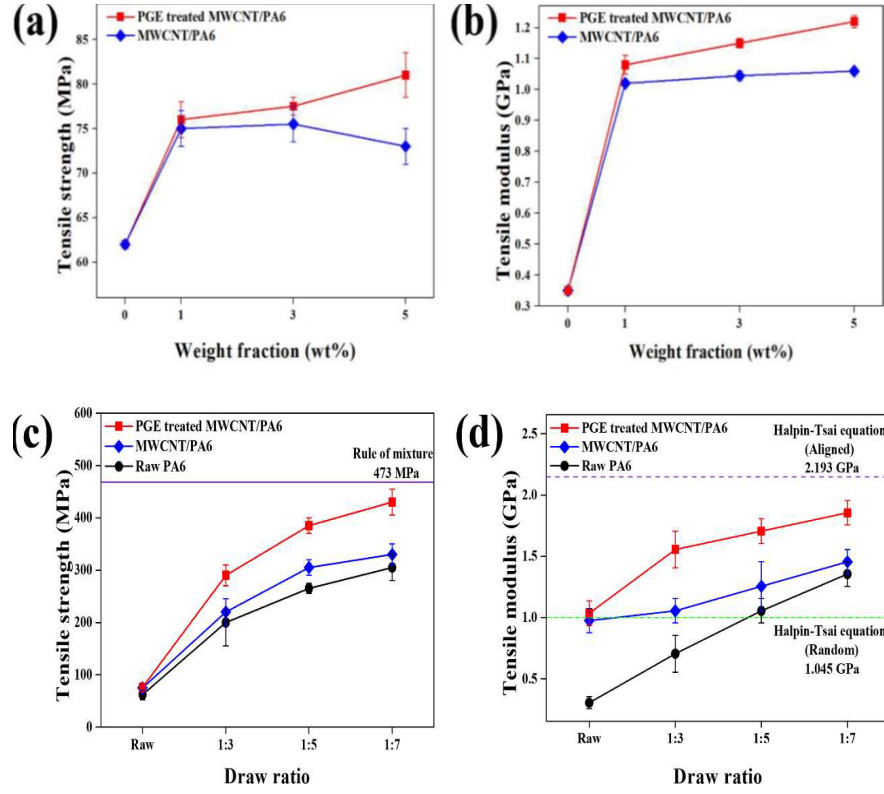 (a)
PGE treated MWCNT/PA6
MWCNT/PA6
85
80
75
70
65
60
0
1
3
5
Tensile strength (MPa)
Weight fraction (wt%)
(b)
PGE treated MWCNT/PA6
MWCNT/PA6
1.2
1.1
1.0
0.9
0.8
0.7
0.6
0.5
0.4
0.3
0
1
3
5
Tensile modulus (GPa)
Weight fraction (wt%)
(c)
PGE treated MWCNT/PA6
MWCNT/PA6
Raw PA6
Rule of mixture
473 MPa
600
500
400
300
200
100
0
Raw
1:3
1:5
1:7
Tensile strength (MPa)
Draw ratio
(d)
PGE treated MWCNT/PA6
MWCNT/PA6
Raw PA6
Halpin-Tsai equation
(Aligned)
2.193 GPa
Halpin-Tsai equation
(Random)
1.045 GPa
2.5
2.0
1.5
1.0
0.5
Raw
1:3
1:5
1:7
Tensile modulus (GPa)
Draw ratio